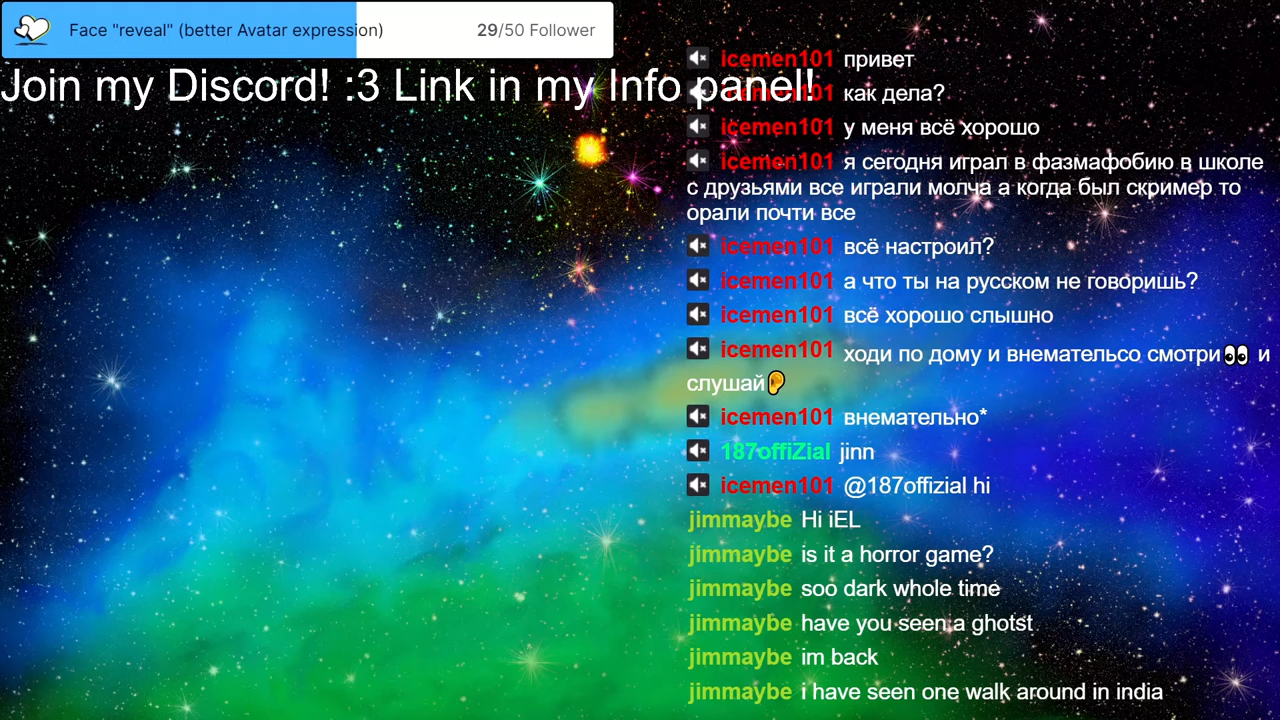 Face "reveal" (better Avatar expression) 29/50 Follower
Join my Discord! :3 Link in my Info panel!
icemen101 привет
icemen101 как дела?
icemen101 у меня всё хорошо
icemen101 я сегодня играл в фазмафобию в школе
с друзьями все играли молча а когда был скример то
орали почти все
icemen101 всё настроил?
icemen101 а что ты на русском не говоришь?
icemen101 всё хорошо слышно
icemen101 ходи по дому и внемательсо смотри👀 и
слушай👂
icemen101 внематељно*
187offiZial jinn
icemen101 @187offizial hi
jimmaybe Hi iEL
jimmaybe is it a horror game?
jimmaybe soo dark whole time
jimmaybe have you seen a ghotst
jimmaybe im back
jimmaybe i have seen one walk around in india